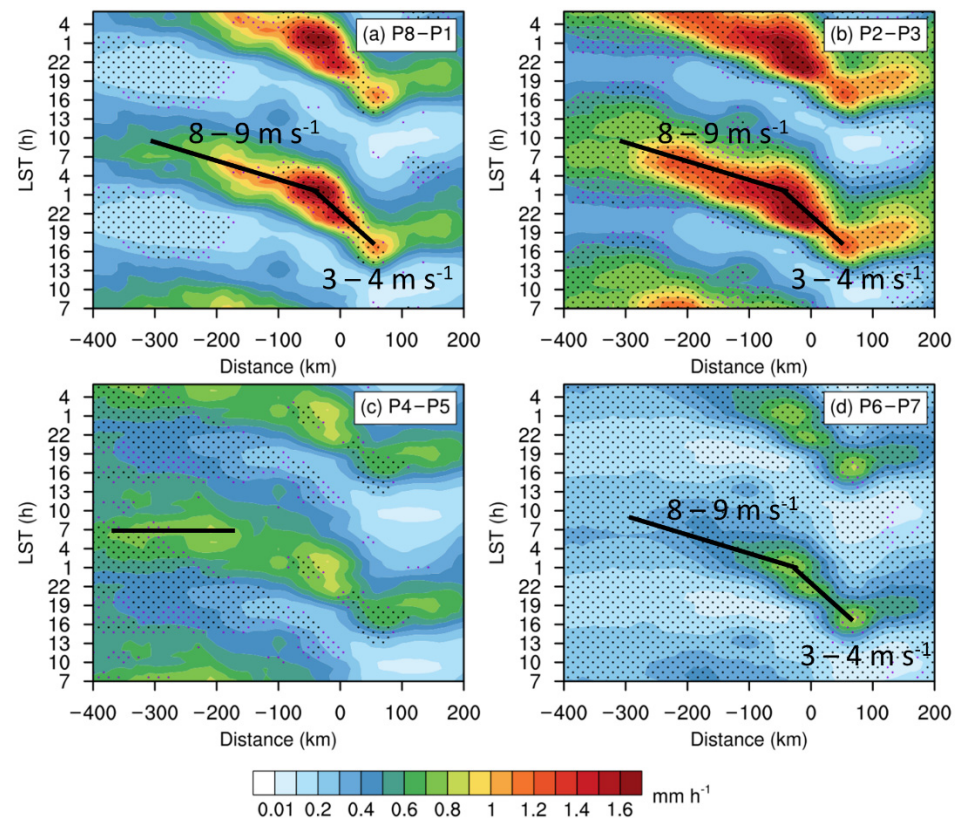 (a) P8−P1
8 – 9 m s⁻¹
3 – 4 m s⁻¹
LST (h)
4
1
22
19
16
13
10
7
4
1
22
19
16
13
10
7
−400 −300 −200 −100 0 100 200
Distance (km)
(b) P2−P3
8 – 9 m s⁻¹
3 – 4 m s⁻¹
LST (h)
4
1
22
19
16
13
10
7
4
1
22
19
16
13
10
7
−400 −300 −200 −100 0 100 200
Distance (km)
(c) P4−P5
LST (h)
4
1
22
19
16
13
10
7
4
1
22
19
16
13
10
7
−400 −300 −200 −100 0 100 200
Distance (km)
(d) P6−P7
8 – 9 m s⁻¹
3 – 4 m s⁻¹
LST (h)
4
1
22
19
16
13
10
7
4
1
22
19
16
13
10
7
−400 −300 −200 −100 0 100 200
Distance (km)
0.01 0.2 0.4 0.6 0.8 1 1.2 1.4 1.6 mm h⁻¹